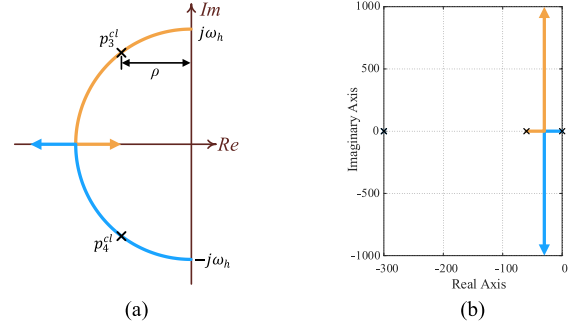 Im
jω_h
p_3^{cl}
ρ
Re
p_4^{cl}
−jω_h
(a)
1000
500
0
-500
-1000
Imaginary Axis
-300
-200
-100
0
Real Axis
(b)